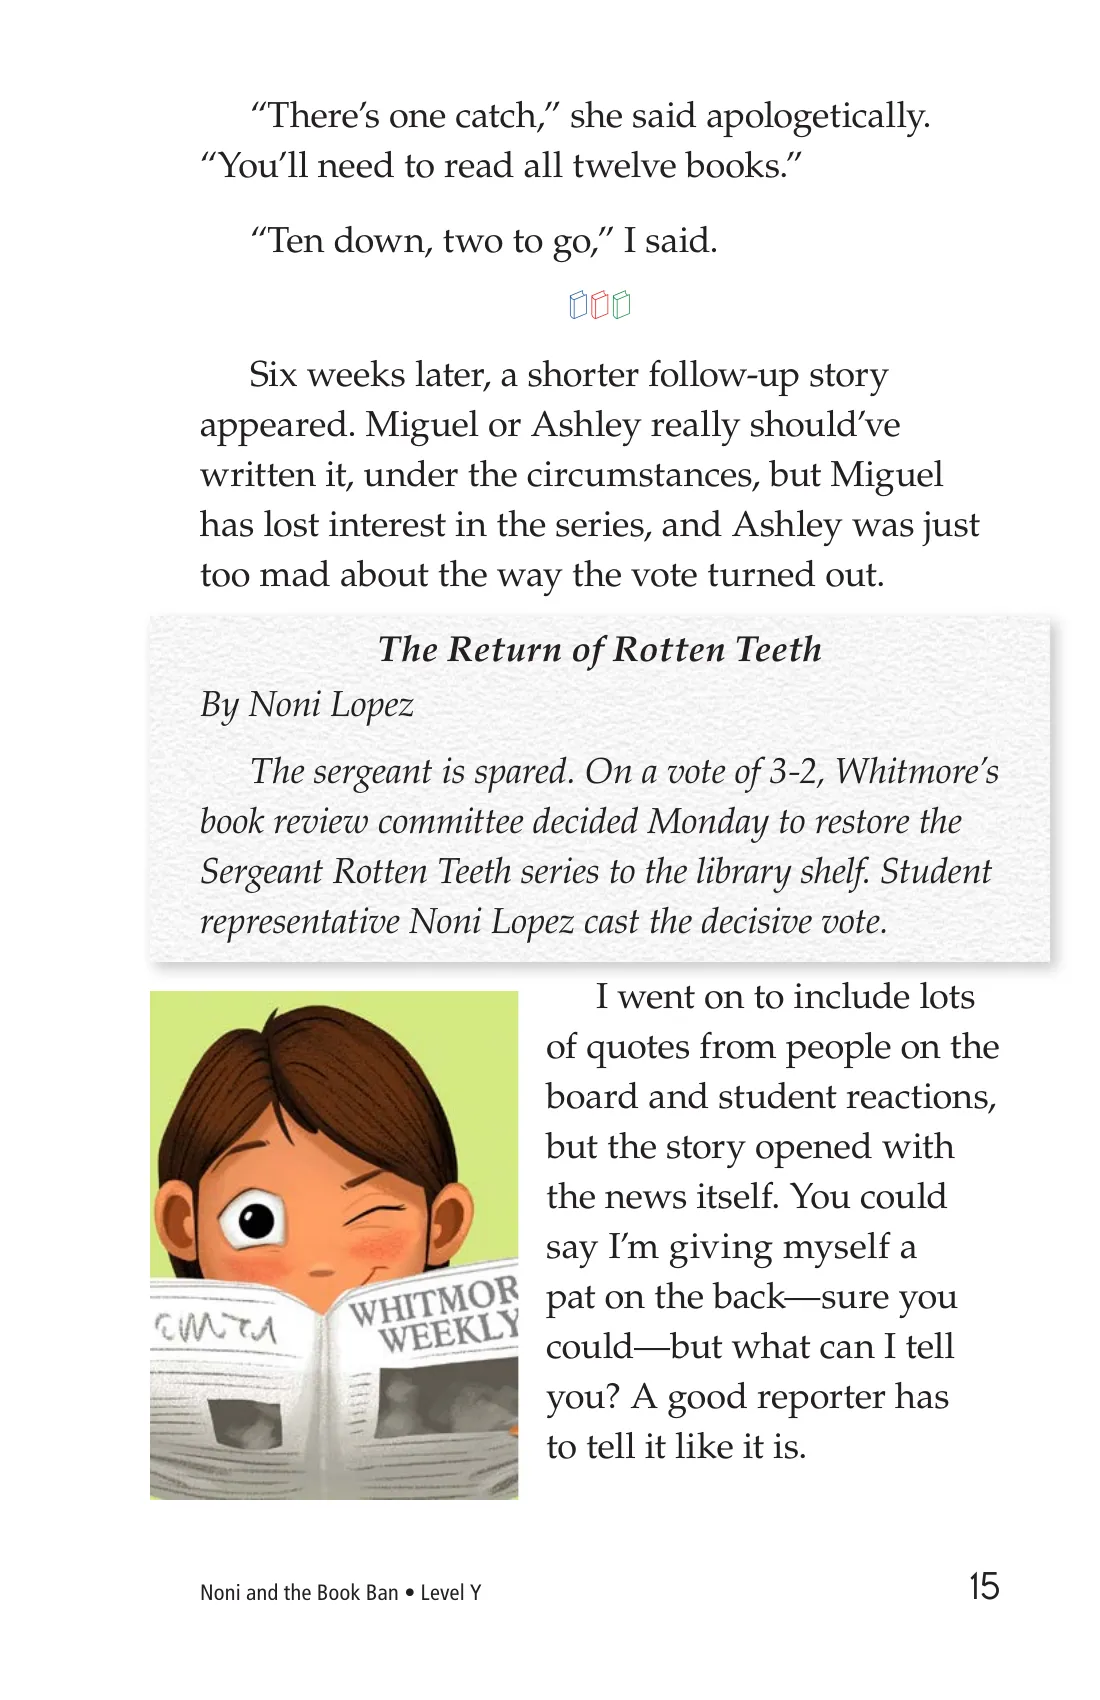 “There’s one catch,” she said apologetically.
“You’ll need to read all twelve books.”
“Ten down, two to go,” I said.
Six weeks later, a shorter follow-up story
appeared. Miguel or Ashley really should’ve
written it, under the circumstances, but Miguel
has lost interest in the series, and Ashley was just
too mad about the way the vote turned out.
The Return of Rotten Teeth
By Noni Lopez
The sergeant is spared. On a vote of 3-2, Whitmore’s
book review committee decided Monday to restore the
Sergeant Rotten Teeth series to the library shelf. Student
representative Noni Lopez cast the decisive vote.
I went on to include lots
of quotes from people on the
board and student reactions,
but the story opened with
the news itself. You could
say I’m giving myself a
pat on the back—sure you
could—but what can I tell
you? A good reporter has
to tell it like it is.
WHITMOR
WEEKLY
Noni and the Book Ban • Level Y
15